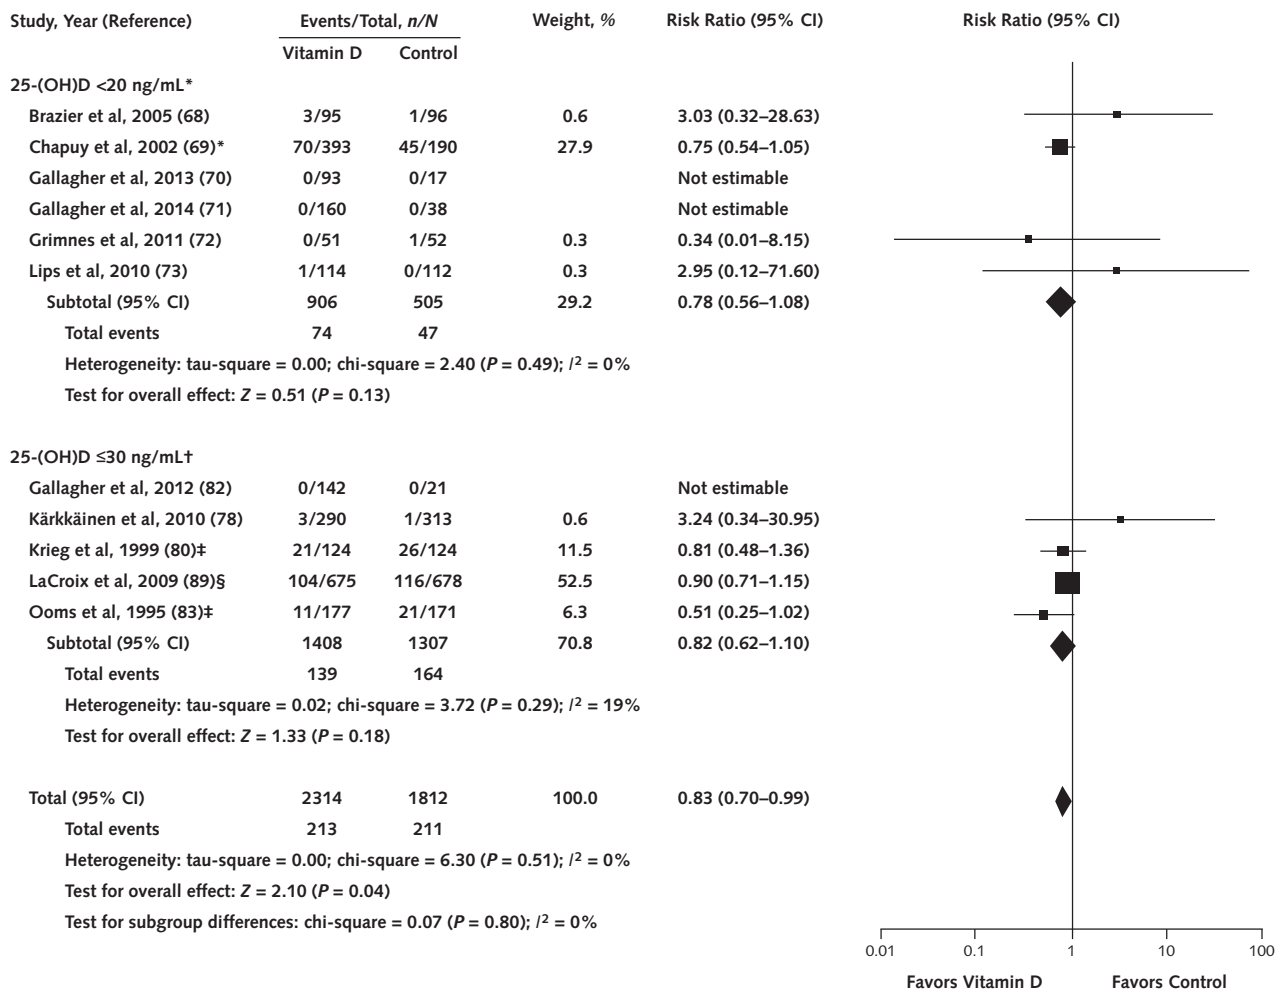 Study, Year (Reference) Events/Total, n/N Weight, % Risk Ratio (95% CI) Risk Ratio (95% CI)
Vitamin D Control
25-(OH)D <20 ng/mL*
Brazier et al, 2005 (68) 3/95 1/96 0.6 3.03 (0.32–28.63)
Chapuy et al, 2002 (69)* 70/393 45/190 27.9 0.75 (0.54–1.05)
Gallagher et al, 2013 (70) 0/93 0/17 Not estimable
Gallagher et al, 2014 (71) 0/160 0/38 Not estimable
Grimnes et al, 2011 (72) 0/51 1/52 0.3 0.34 (0.01–8.15)
Lips et al, 2010 (73) 1/114 0/112 0.3 2.95 (0.12–71.60)
Subtotal (95% CI) 906 505 29.2 0.78 (0.56–1.08)
Total events 74 47
Heterogeneity: tau-square = 0.00; chi-square = 2.40 (P = 0.49); I² = 0%
Test for overall effect: Z = 0.51 (P = 0.13)
25-(OH)D ≤30 ng/mL†
Gallagher et al, 2012 (82) 0/142 0/21 Not estimable
Kärkkäinen et al, 2010 (78) 3/290 1/313 0.6 3.24 (0.34–30.95)
Krieg et al, 1999 (80)‡ 21/124 26/124 11.5 0.81 (0.48–1.36)
LaCroix et al, 2009 (89)§ 104/675 116/678 52.5 0.90 (0.71–1.15)
Ooms et al, 1995 (83)‡ 11/177 21/171 6.3 0.51 (0.25–1.02)
Subtotal (95% CI) 1408 1307 70.8 0.82 (0.62–1.10)
Total events 139 164
Heterogeneity: tau-square = 0.02; chi-square = 3.72 (P = 0.29); I² = 19%
Test for overall effect: Z = 1.33 (P = 0.18)
Total (95% CI) 2314 1812 100.0 0.83 (0.70–0.99)
Total events 213 211
Heterogeneity: tau-square = 0.00; chi-square = 6.30 (P = 0.51); I² = 0%
Test for overall effect: Z = 2.10 (P = 0.04)
Test for subgroup differences: chi-square = 0.07 (P = 0.80); I² = 0%
0.01 0.1 1 10 100
Favors Vitamin D Favors Control